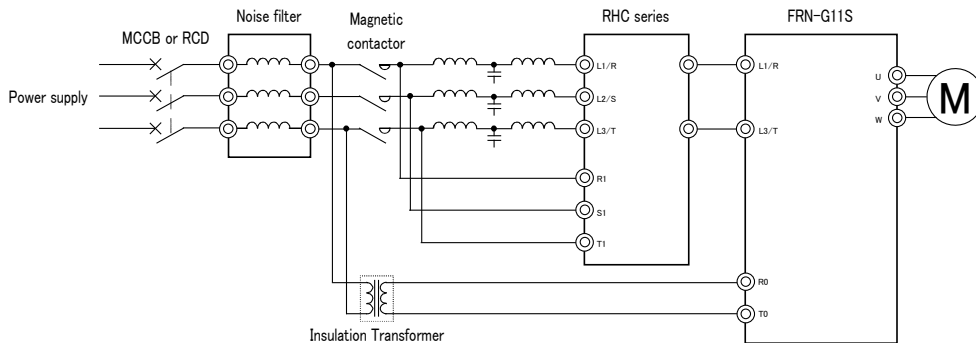 Noise filter
RHC series
FRN-G11S
MCCB or RCD
Magnetic
contactor
L1/R
L1/R
U
Power supply
L2/S
V
M
W
L3/T
L3/T
R1
S1
T1
R0
T0
Insulation Transformer